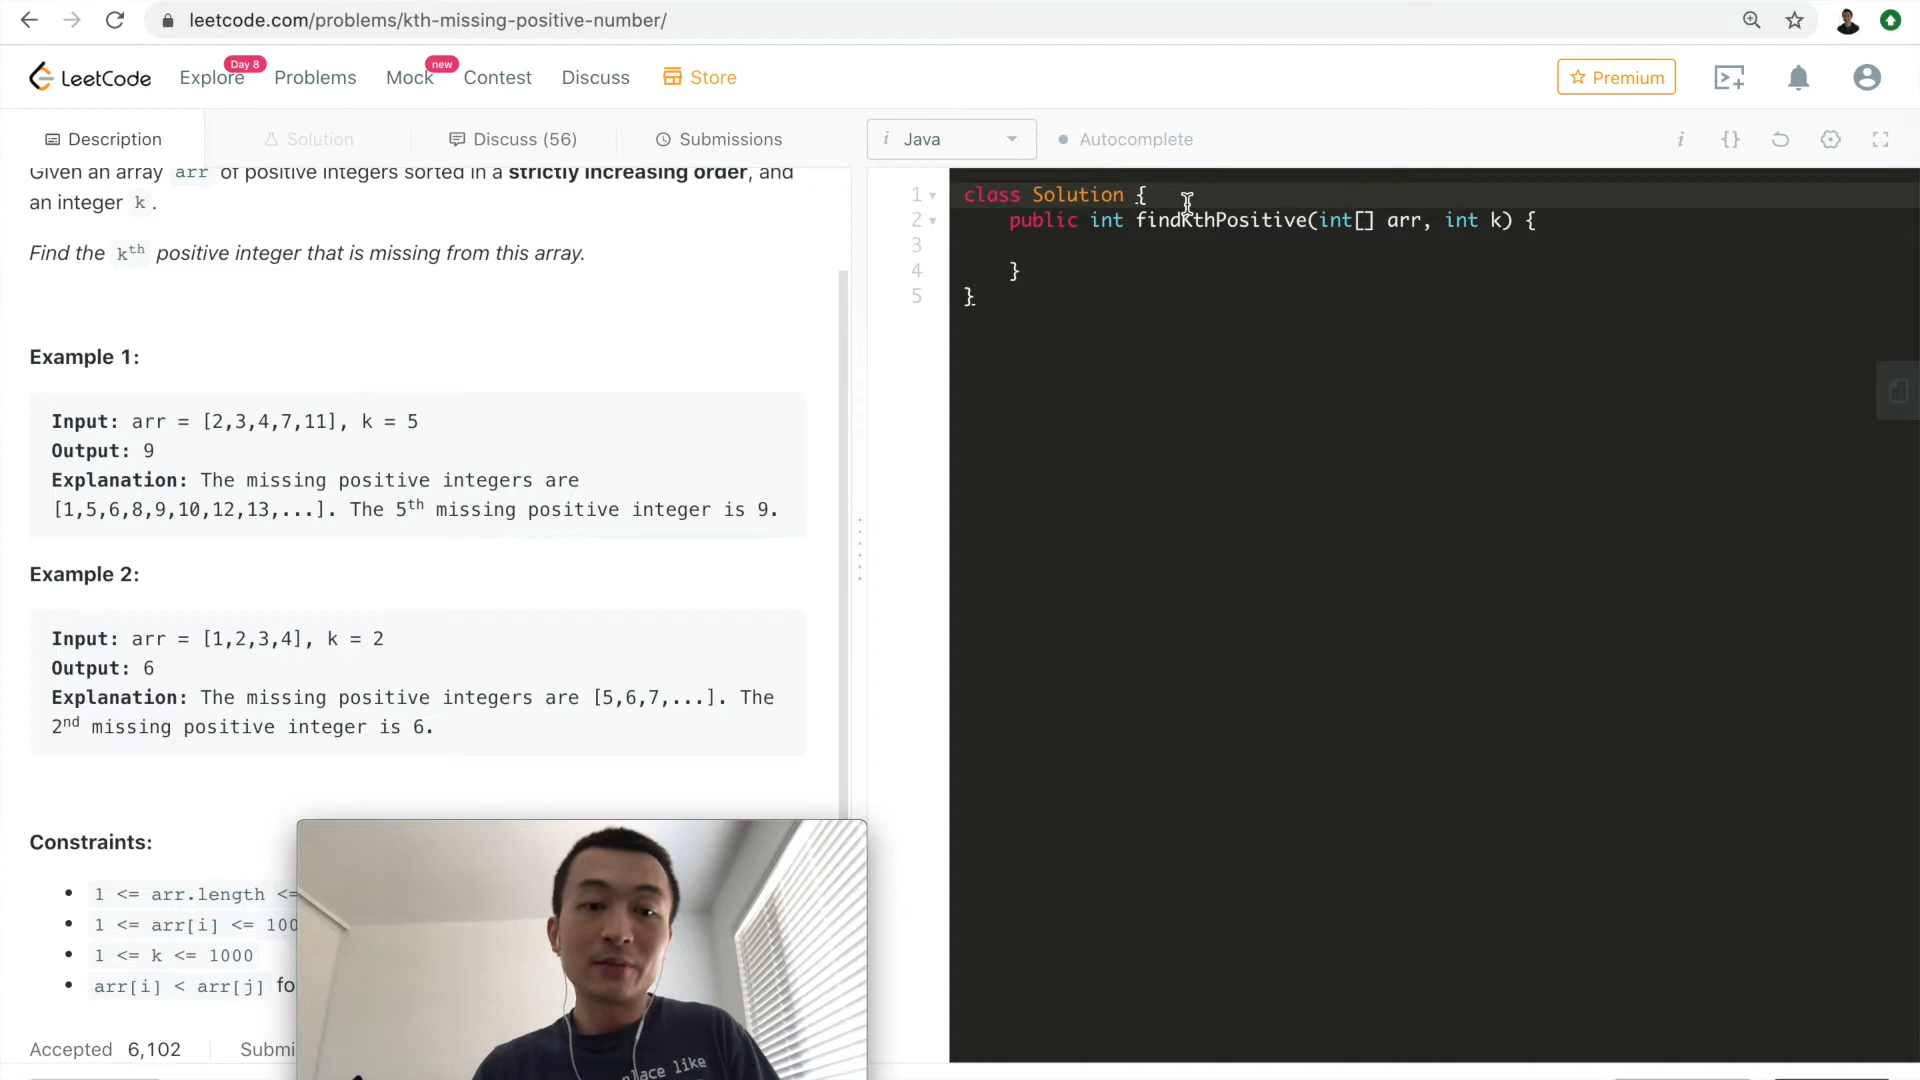 leetcode.com/problems/kth-missing-positive-number/
LeetCode Explore Day 8 Problems Mock new Contest Discuss Store Premium
Description Solution Discuss (56) Submissions i Java Autocomplete i {}
Given an array arr of positive integers sorted in a strictly increasing order, and
an integer k.
Find the kth positive integer that is missing from this array.
Example 1:
Input: arr = [2,3,4,7,11], k = 5
Output: 9
Explanation: The missing positive integers are
[1,5,6,8,9,10,12,13,...]. The 5th missing positive integer is 9.
Example 2:
Input: arr = [1,2,3,4], k = 2
Output: 6
Explanation: The missing positive integers are [5,6,7,...]. The
2nd missing positive integer is 6.
Constraints:
1 <= arr.length <=
1 <= arr[i] <= 100
1 <= k <= 1000
arr[i] < arr[j] fo
Accepted 6,102 Submi
1 class Solution {
2 public int findKthPositive(int[] arr, int k) {
3
4 }
5 }
place like